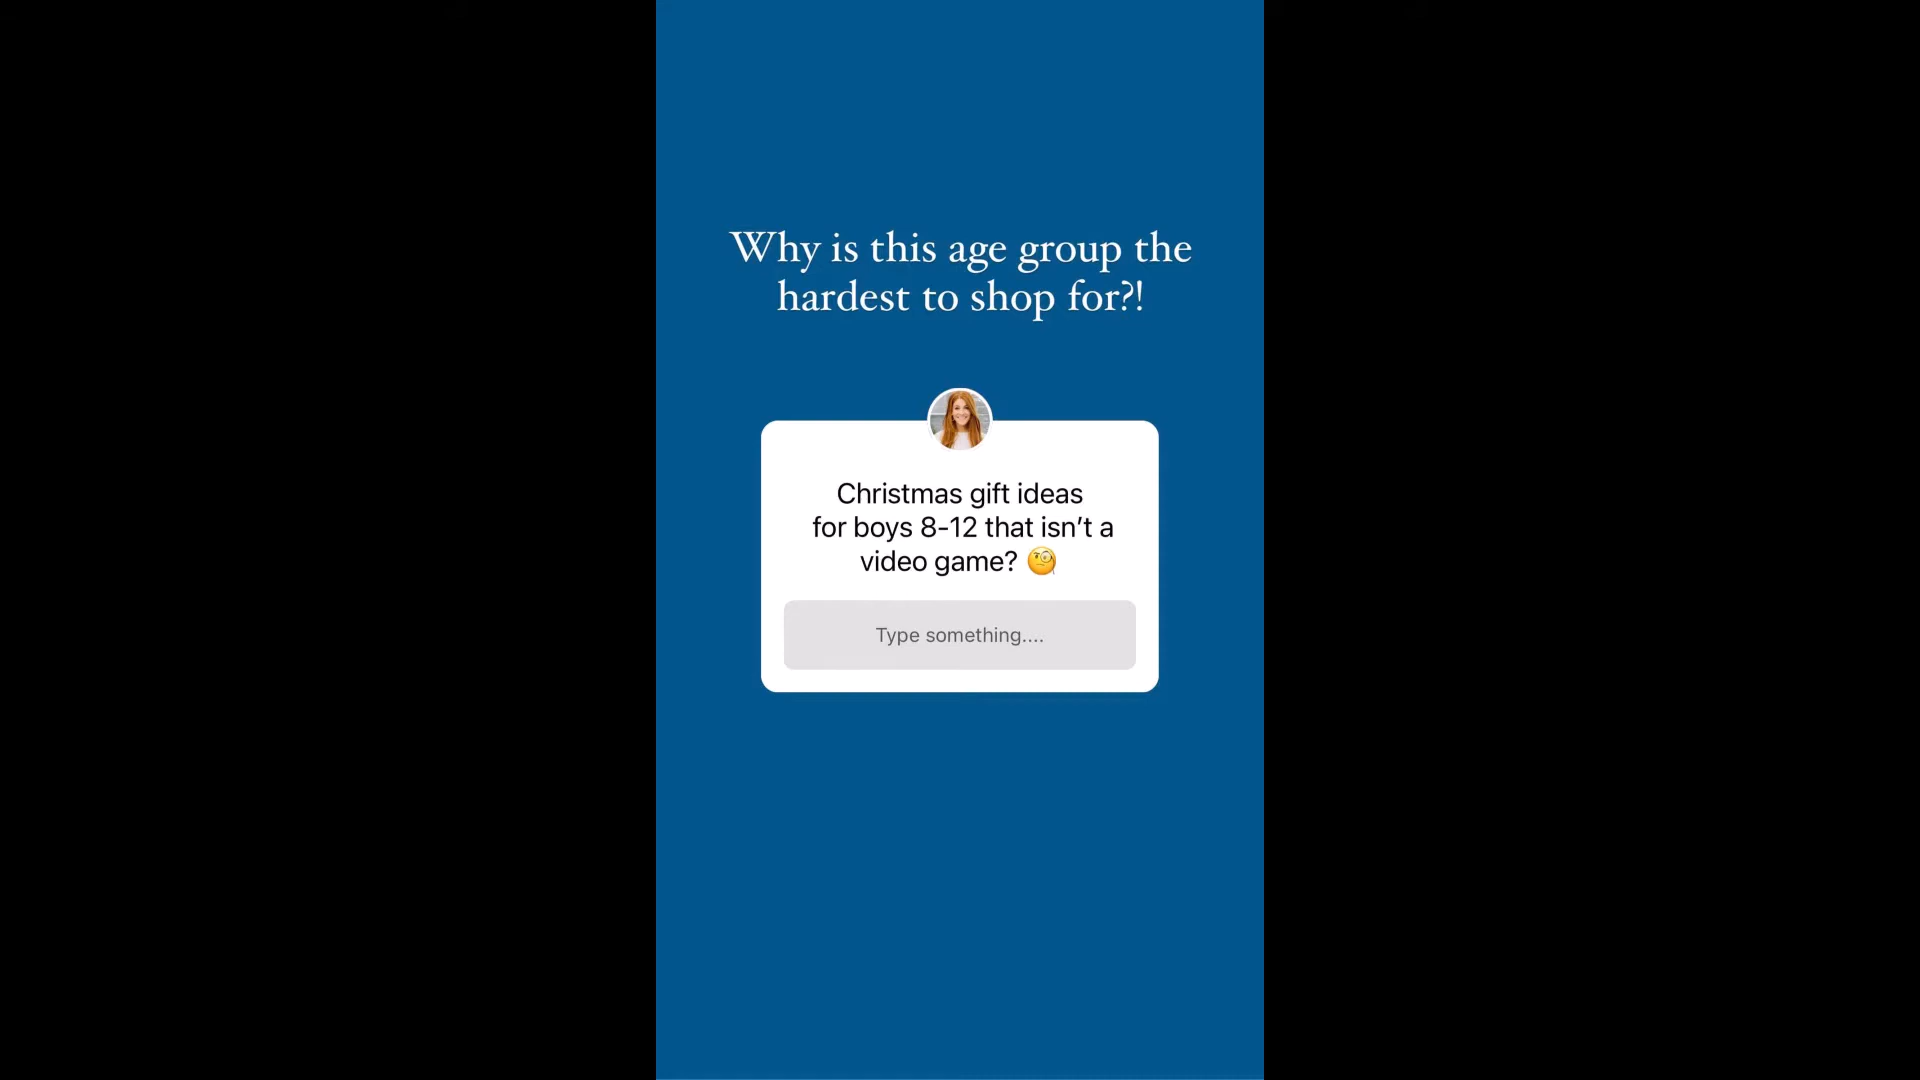 Why is this age group the
hardest to shop for?!
Christmas gift ideas
for boys 8-12 that isn’t a
video game? 🧐
Type something....